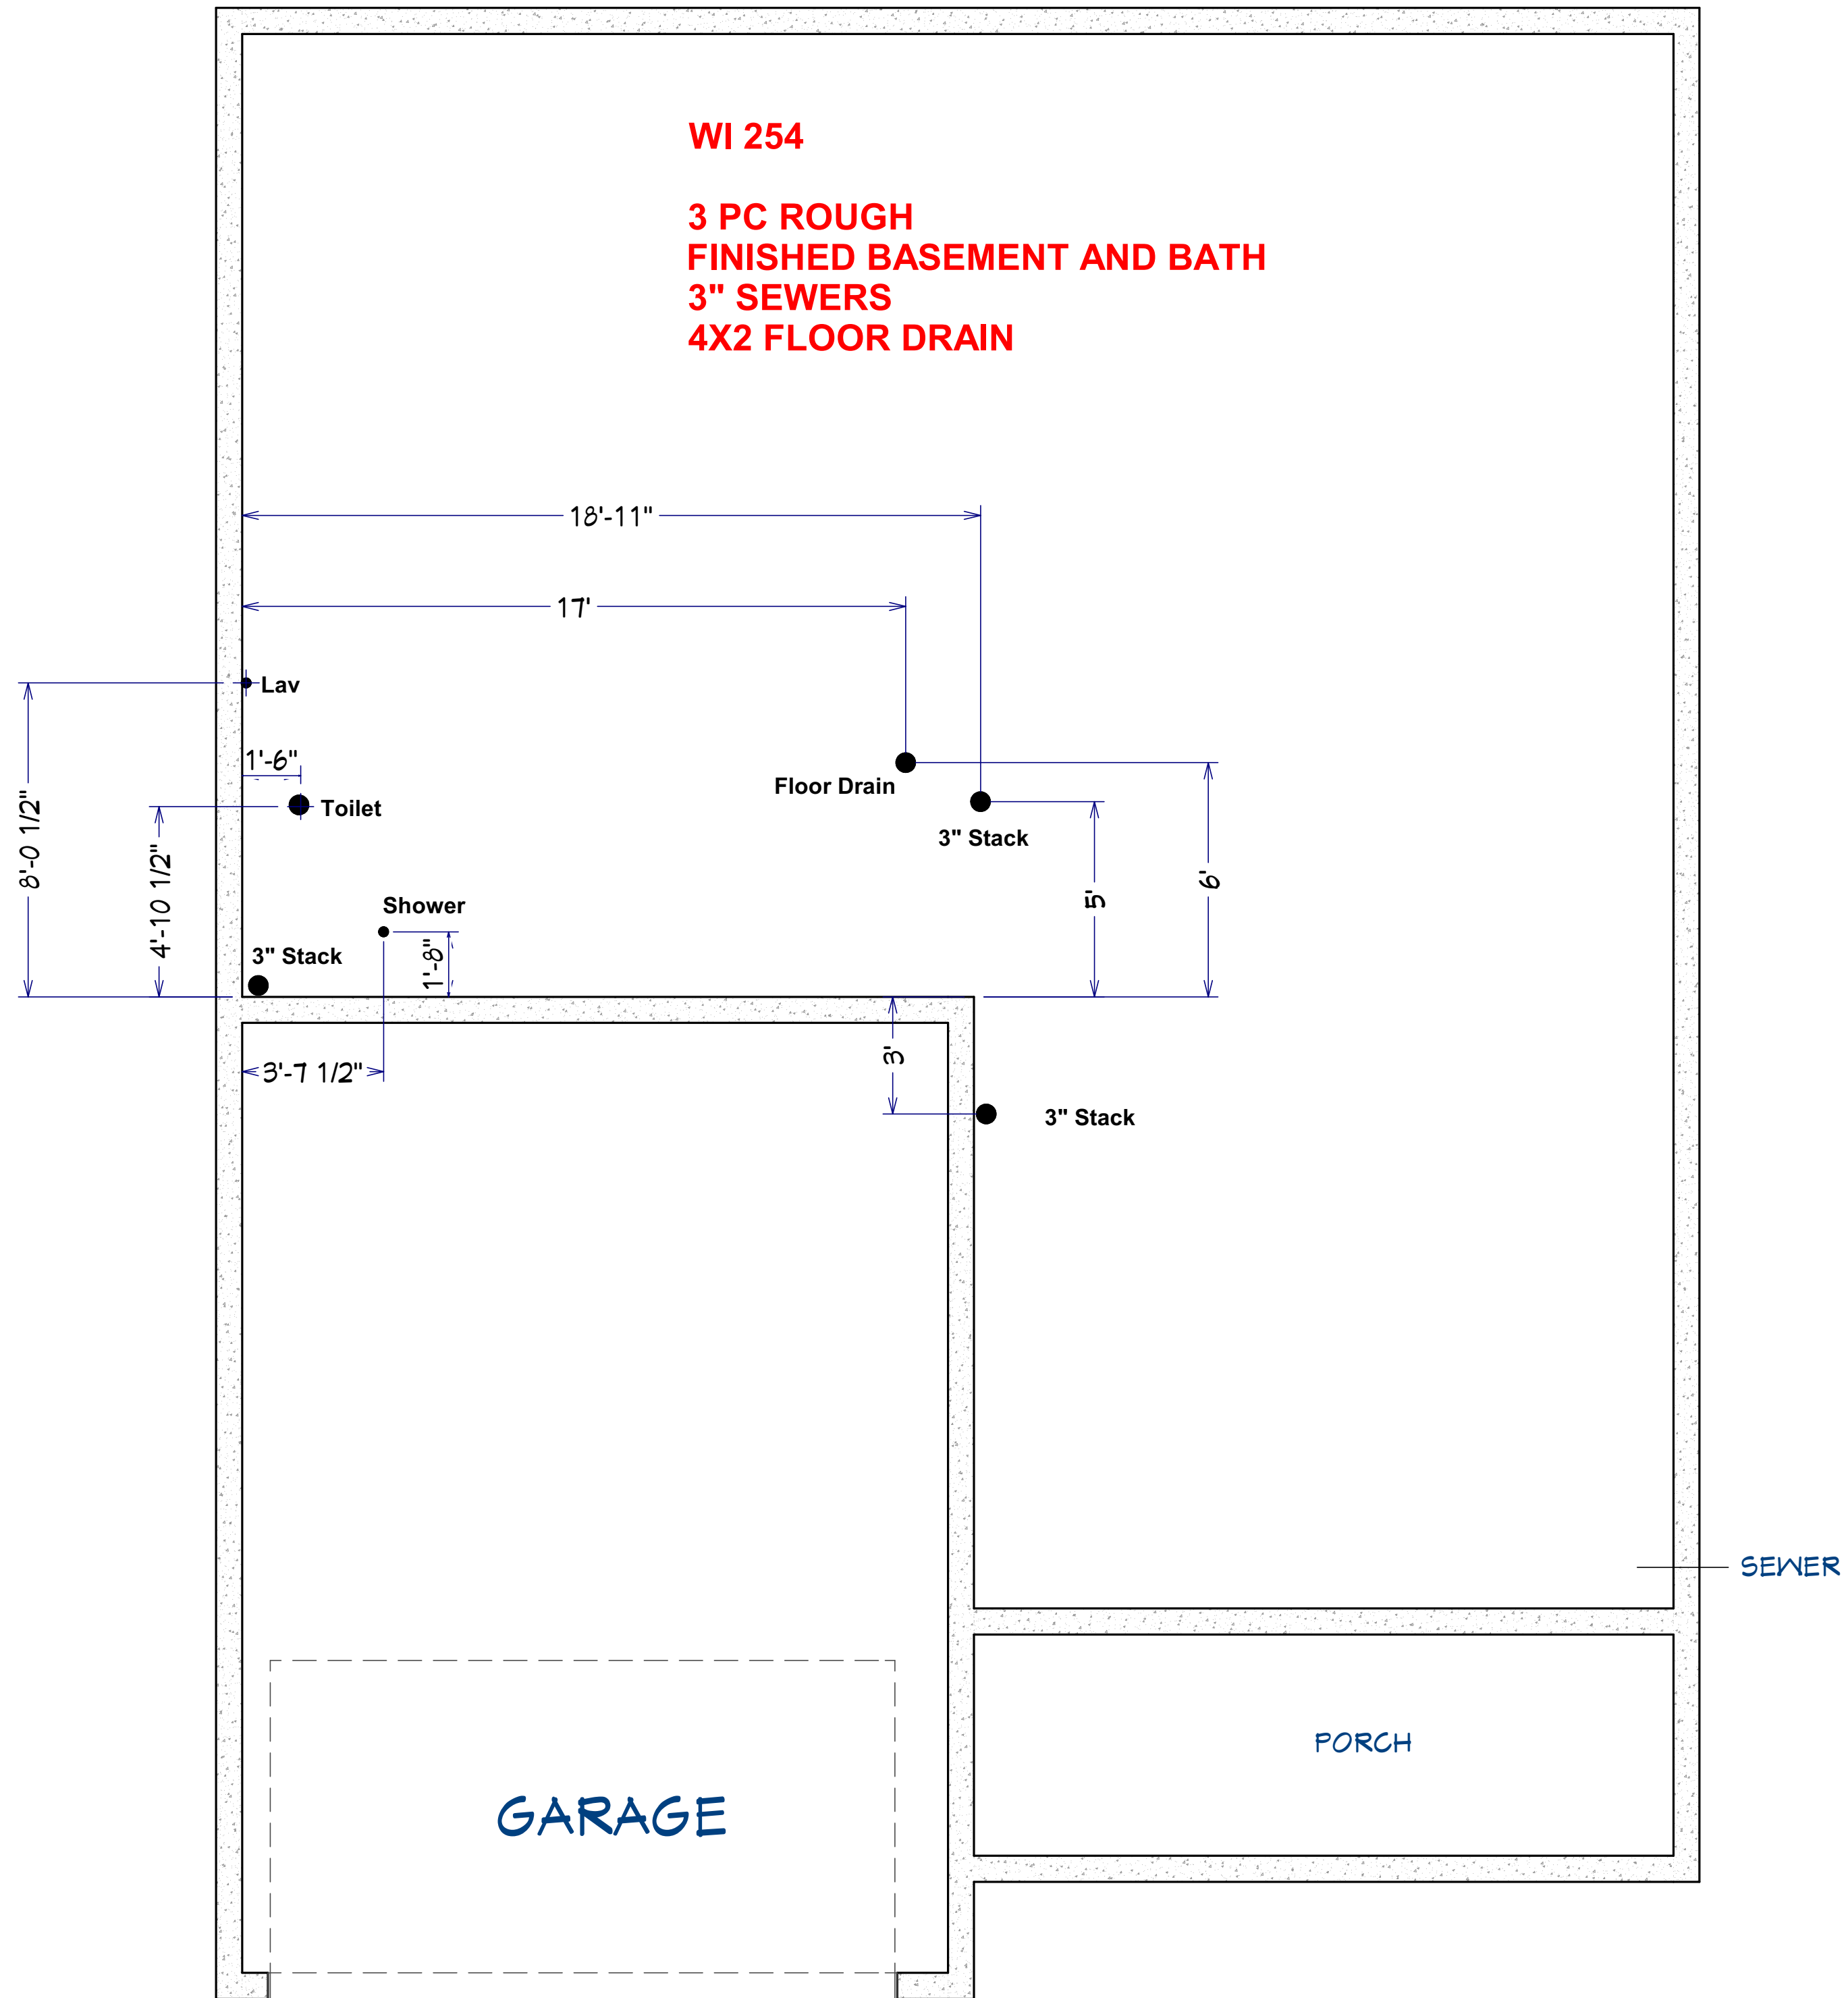 WI 254
3 PC ROUGH
FINISHED BASEMENT AND BATH
3" SEWERS
4X2 FLOOR DRAIN
18'-11"
17'
Lav
1'-6"
Toilet
Floor Drain
3" Stack
8'-0 1/2"
4'-10 1/2"
5'
6'
Shower
3" Stack
1'-8"
3'-7 1/2"
3'
3" Stack
SEWER
PORCH
GARAGE